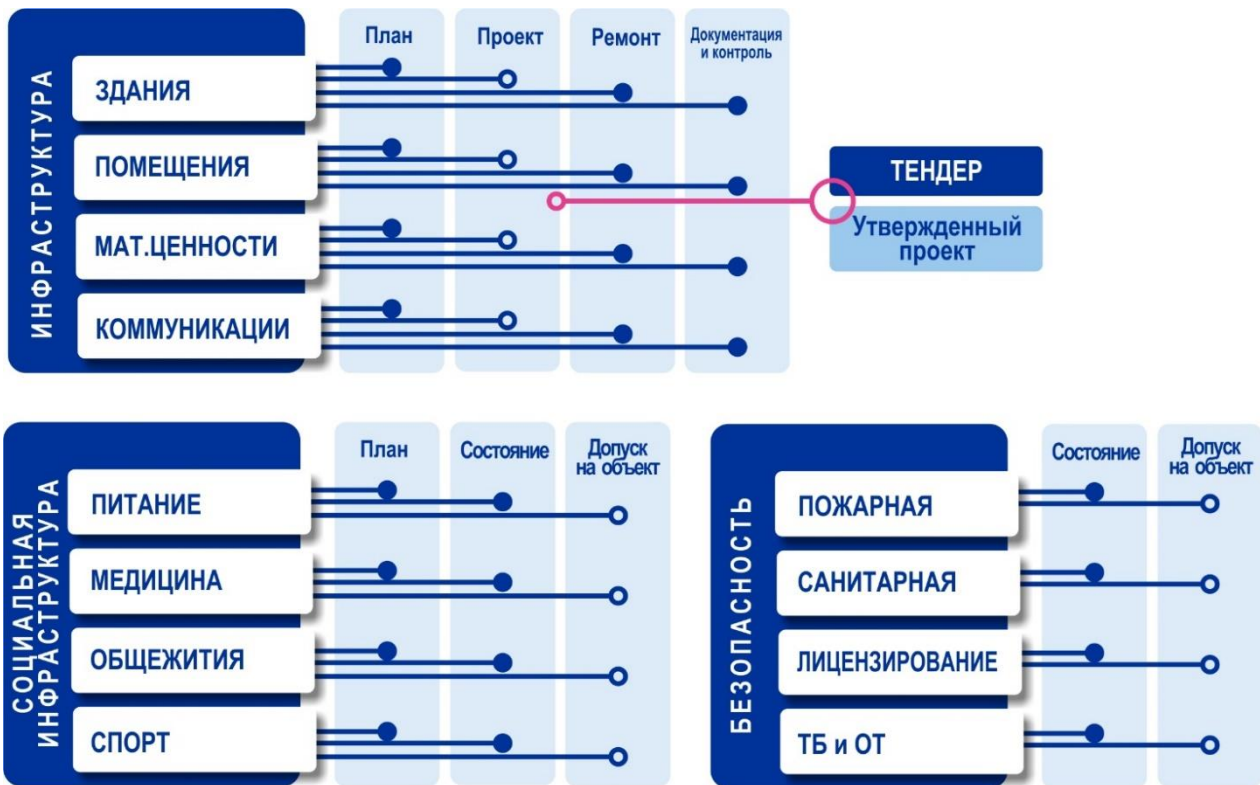 ИНФРАСТРУКТУРА
План
Проект
Ремонт
Документация
и контроль
ЗДАНИЯ
ПОМЕЩЕНИЯ
МАТ.ЦЕННОСТИ
КОММУНИКАЦИИ
ТЕНДЕР
Утвержденный
проект
СОЦИАЛЬНАЯ
ИНФРАСТРУКТУРА
План
Состояние
Допуск
на объект
ПИТАНИЕ
МЕДИЦИНА
ОБЩЕЖИТИЯ
СПОРТ
БЕЗОПАСНОСТЬ
Состояние
Допуск
на объект
ПОЖАРНАЯ
САНИТАРНАЯ
ЛИЦЕНЗИРОВАНИЕ
ТБ и ОТ